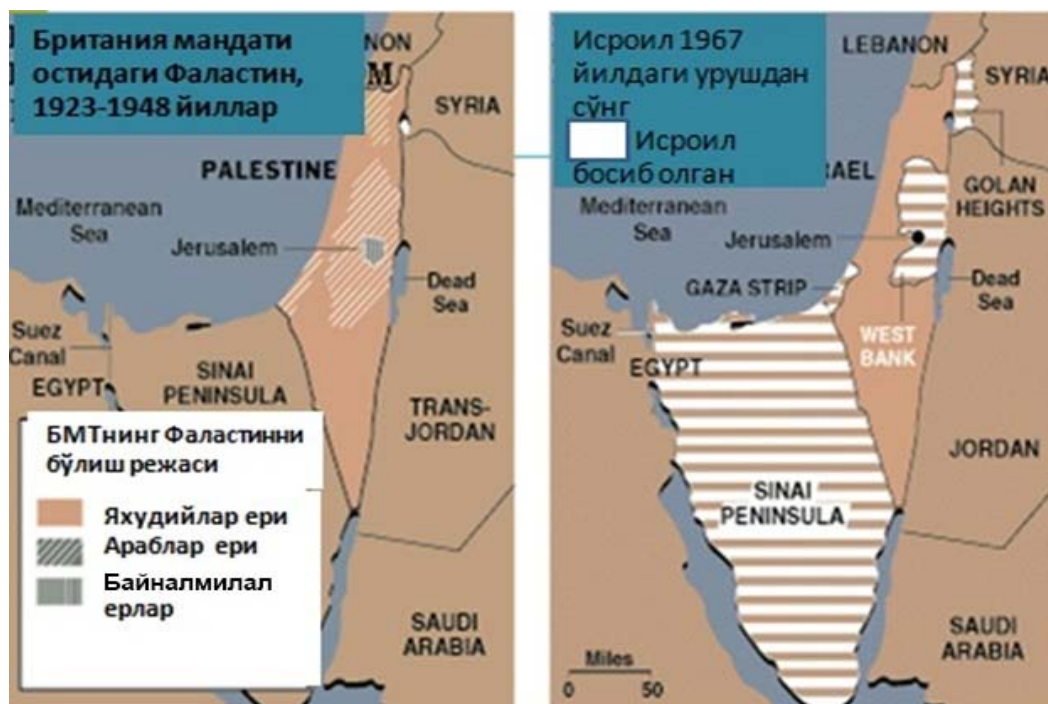 Британия мандати
остидаги Фаластин,
1923-1948 йиллар
NON
M
SYRIA
PALESTINE
Mediterranean
Sea
Jerusalem
Dead
Sea
Suez
Canal
EGYPT
SINAI
PENINSULA
TRANS-
JORDAN
БМТнинг Фаластинни
бўлиш режаси
Яхудийлар ери
Араблар ери
Байналмилал
ерлар
SAUDI
ARABIA
Исроил 1967
йилдаги урушдан
сўнг
Исроил
босиб олган
LEBANON
SYRIA
RAEL
GOLAN
HEIGHTS
Mediterranean
Sea
Jerusalem
GAZA STRIP
Dead
Sea
Suez
Canal
WEST
BANK
EGYPT
JORDAN
SINAI
PENINSULA
SAUDI
ARABIA
Miles
0 50